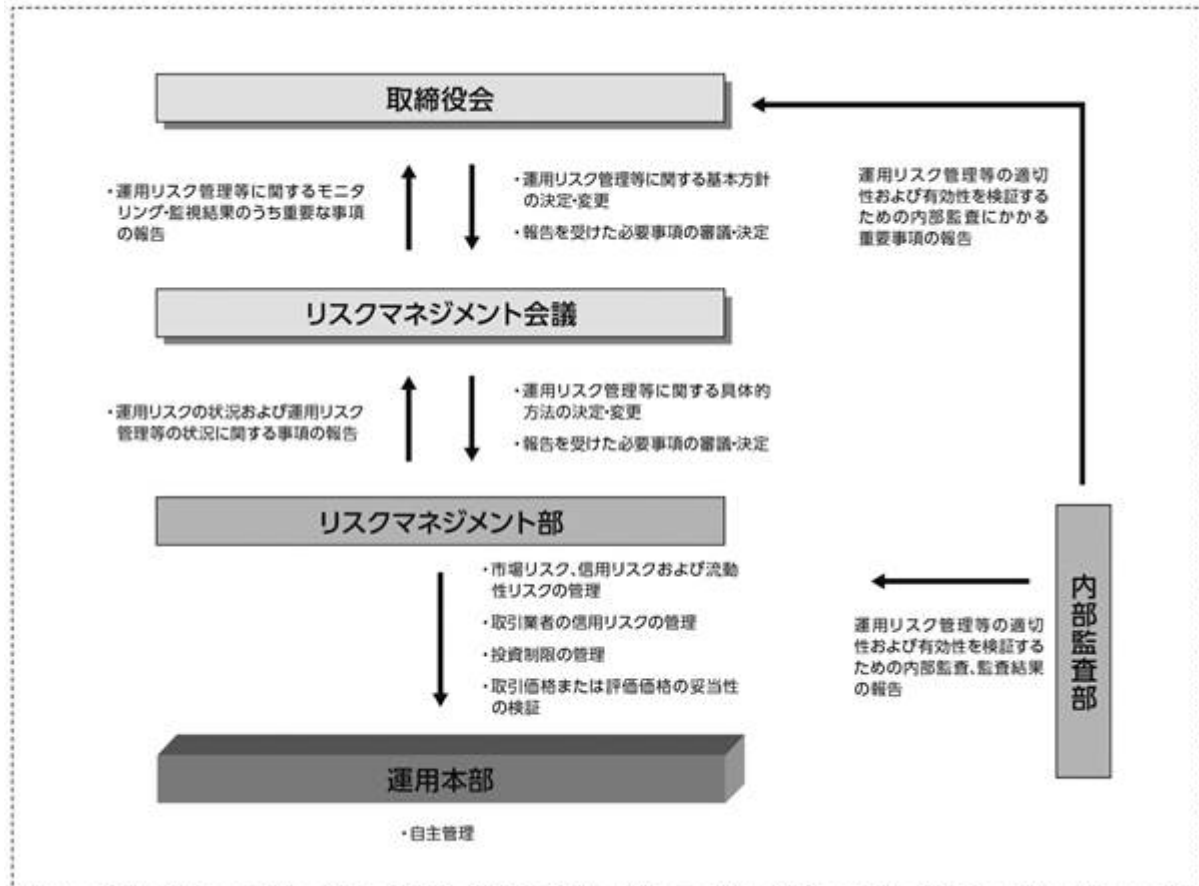 取締役会
・運用リスク管理等に関するモニタ
リング・監視結果のうち重要な事項
の報告
・運用リスク管理等に関する基本方針
の決定・変更
・報告を受けた必要事項の審議・決定
運用リスク管理等の適切
性および有効性を検証する
ための内部監査にかかる
重要事項の報告
リスクマネジメント会議
・運用リスクの状況および運用リスク
管理等の状況に関する事項の報告
・運用リスク管理等に関する具体的
方法の決定・変更
・報告を受けた必要事項の審議・決定
リスクマネジメント部
・市場リスク、信用リスクおよび流動
性リスクの管理
・取引業者の信用リスクの管理
・投資制限の管理
・取引価格または評価価格の妥当性
の検証
運用リスク管理等の適切
性および有効性を検証する
ための内部監査、監査結果
の報告
内部監査部
運用本部
・自主管理